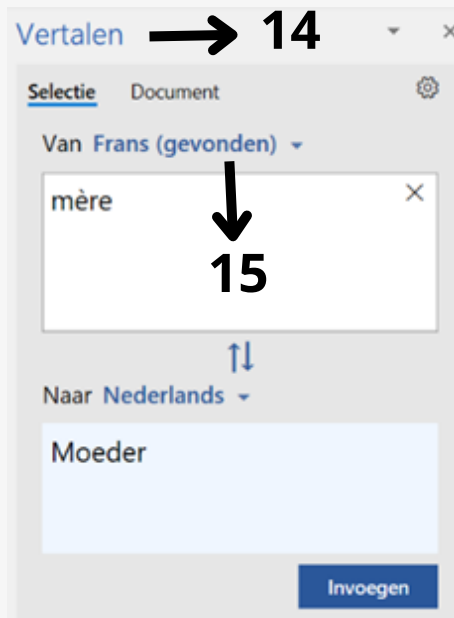 Vertalen 14
Selectie Document
Van Frans (gevonden)
mère
15
Naar Nederlands
Moeder
Invoegen